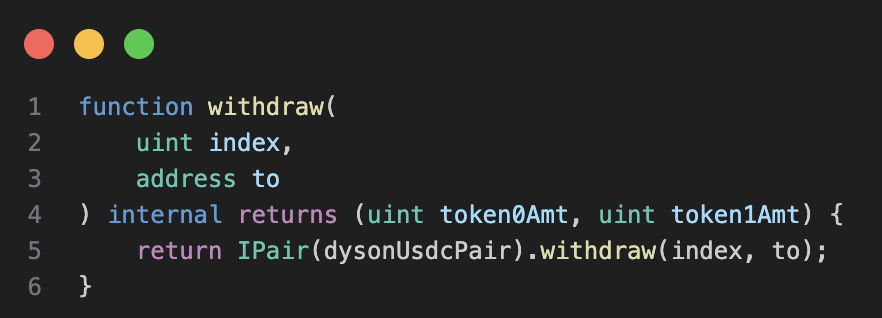 1 function withdraw(
2     uint index,
3     address to
4 ) internal returns (uint token0Amt, uint token1Amt) {
5     return IPair(dysonUsdcPair).withdraw(index, to);
6 }